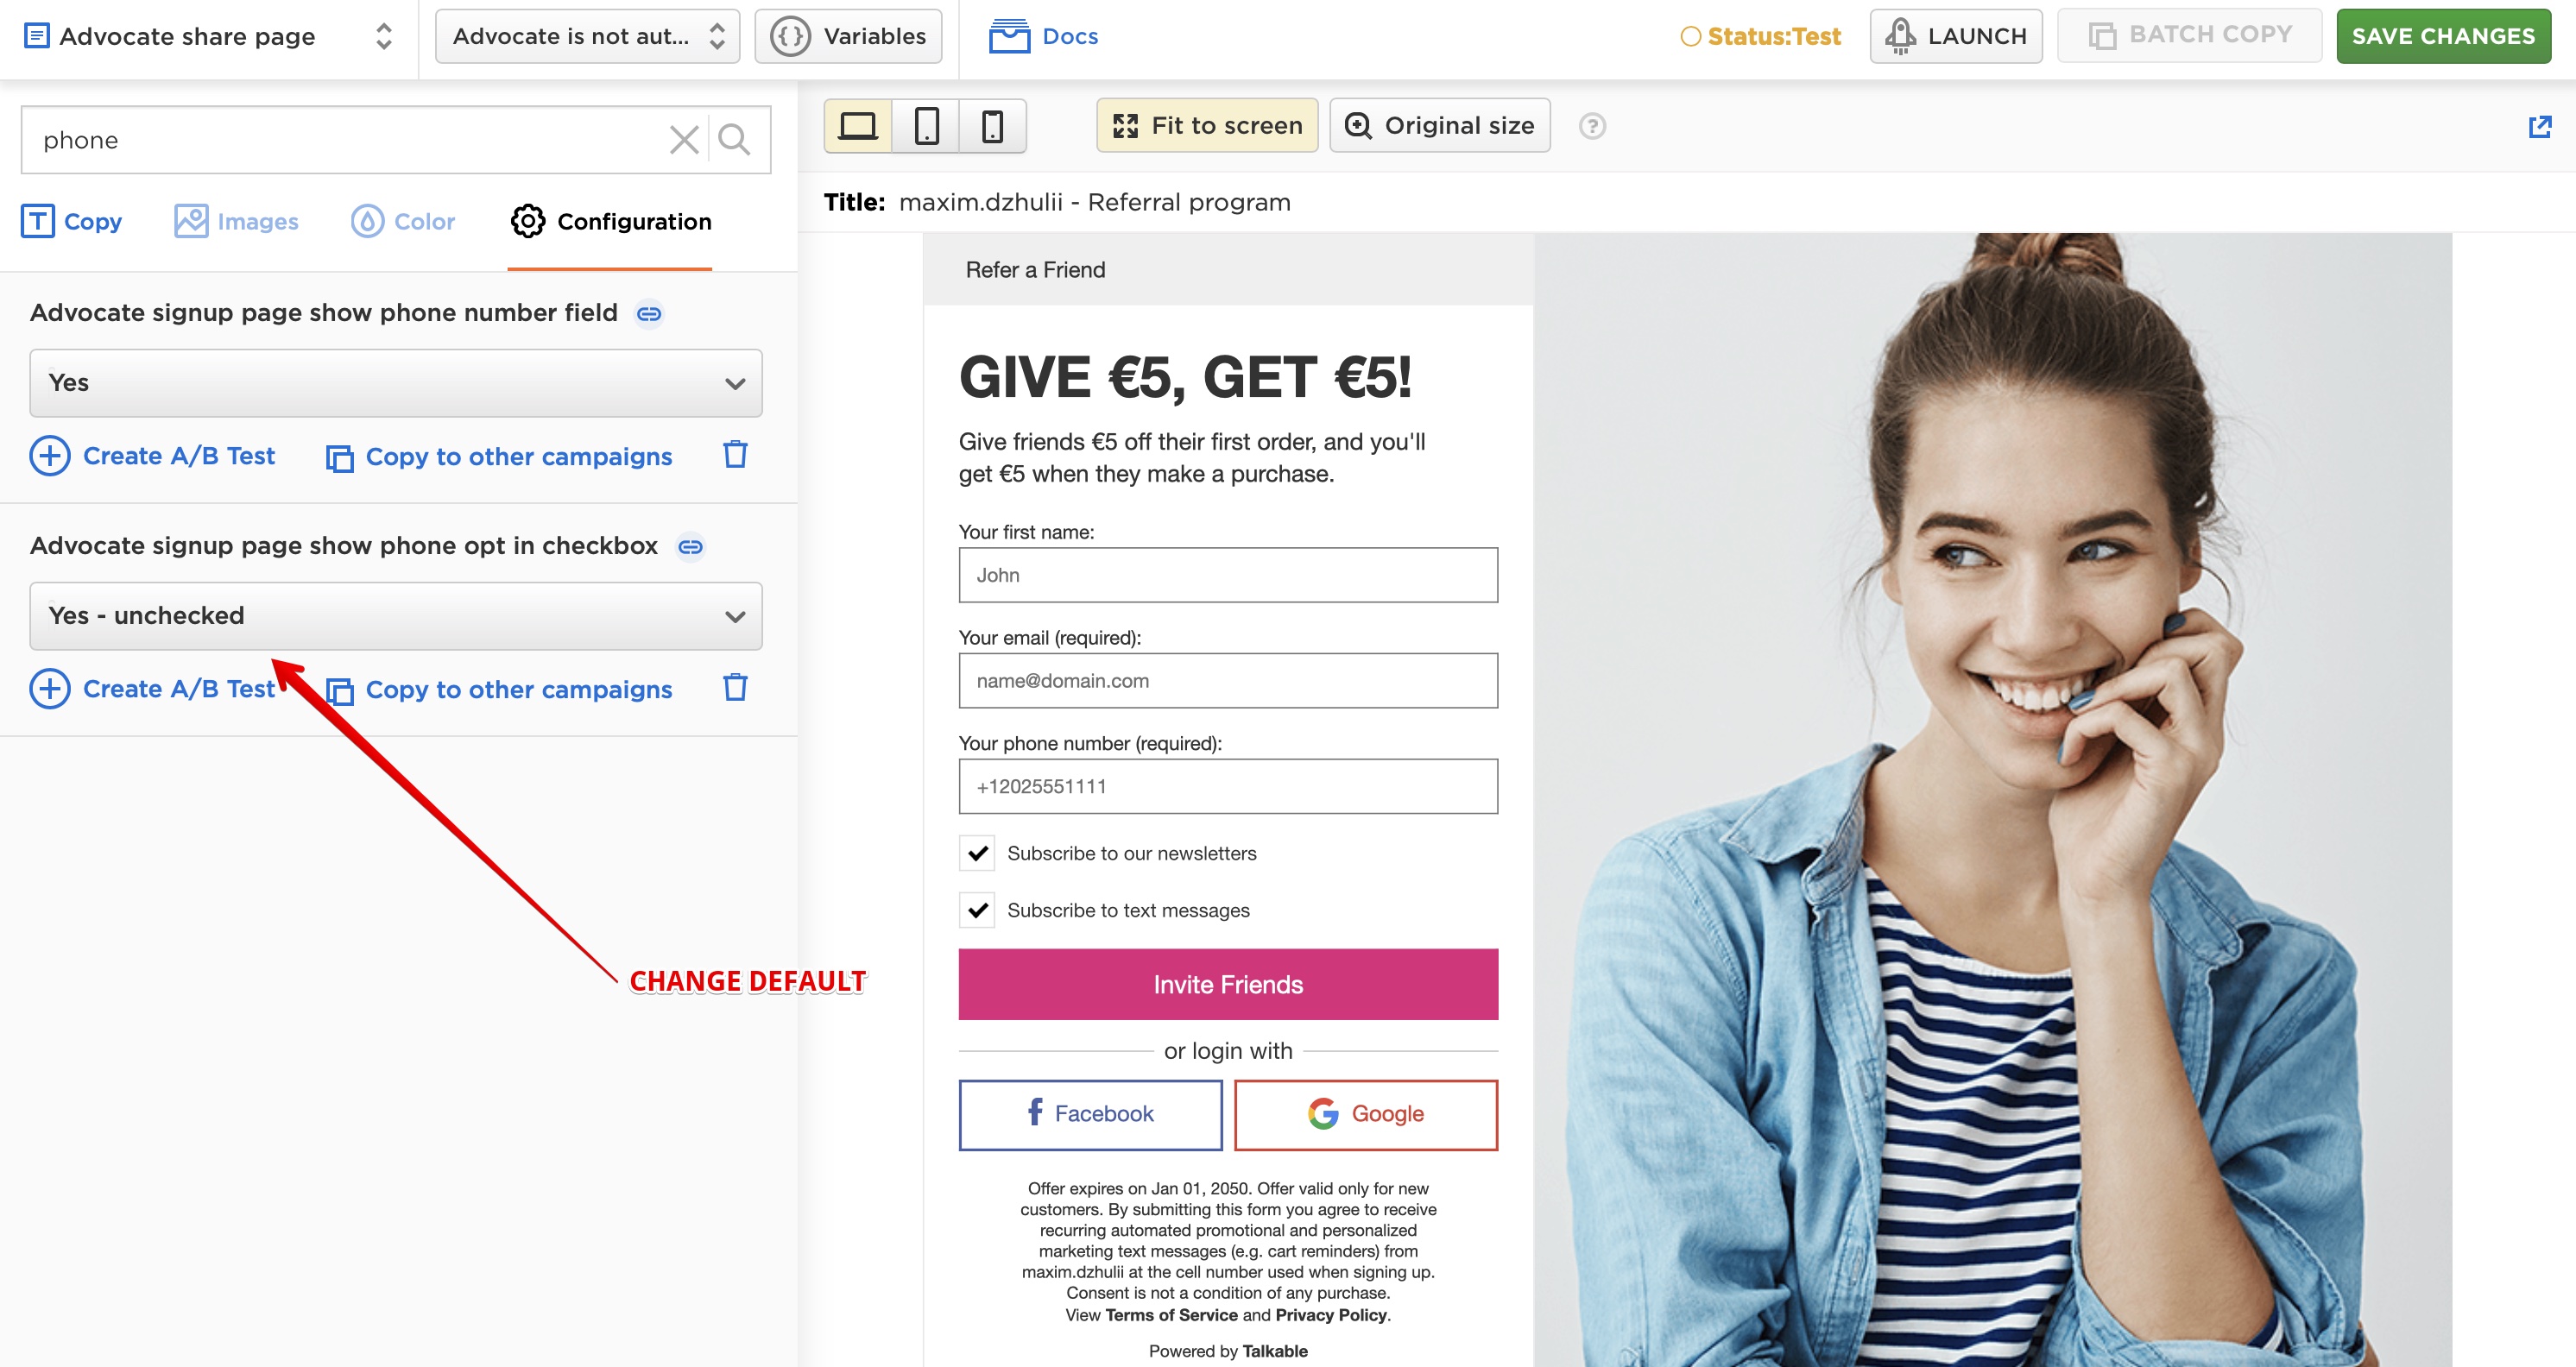 Advocate share page
Advocate is not aut...
Variables
Docs
Status:Test
LAUNCH
BATCH COPY
SAVE CHANGES
phone
Copy
Images
Color
Configuration
Advocate signup page show phone number field
Yes
Create A/B Test
Copy to other campaigns
Advocate signup page show phone opt in checkbox
Yes - unchecked
Create A/B Test
Copy to other campaigns
CHANGE DEFAULT
Fit to screen
Original size
?
Title: maxim.dzhulii - Referral program
Refer a Friend
GIVE €5, GET €5!
Give friends €5 off their first order, and you'll
get €5 when they make a purchase.
Your first name:
John
Your email (required):
name@domain.com
Your phone number (required):
+12025551111
Subscribe to our newsletters
Subscribe to text messages
Invite Friends
or login with
Facebook
Google
Offer expires on Jan 01, 2050. Offer valid only for new
customers. By submitting this form you agree to receive
recurring automated promotional and personalized
marketing text messages (e.g. cart reminders) from
maxim.dzhulii at the cell number used when signing up.
Consent is not a condition of any purchase.
View Terms of Service and Privacy Policy.
Powered by Talkable